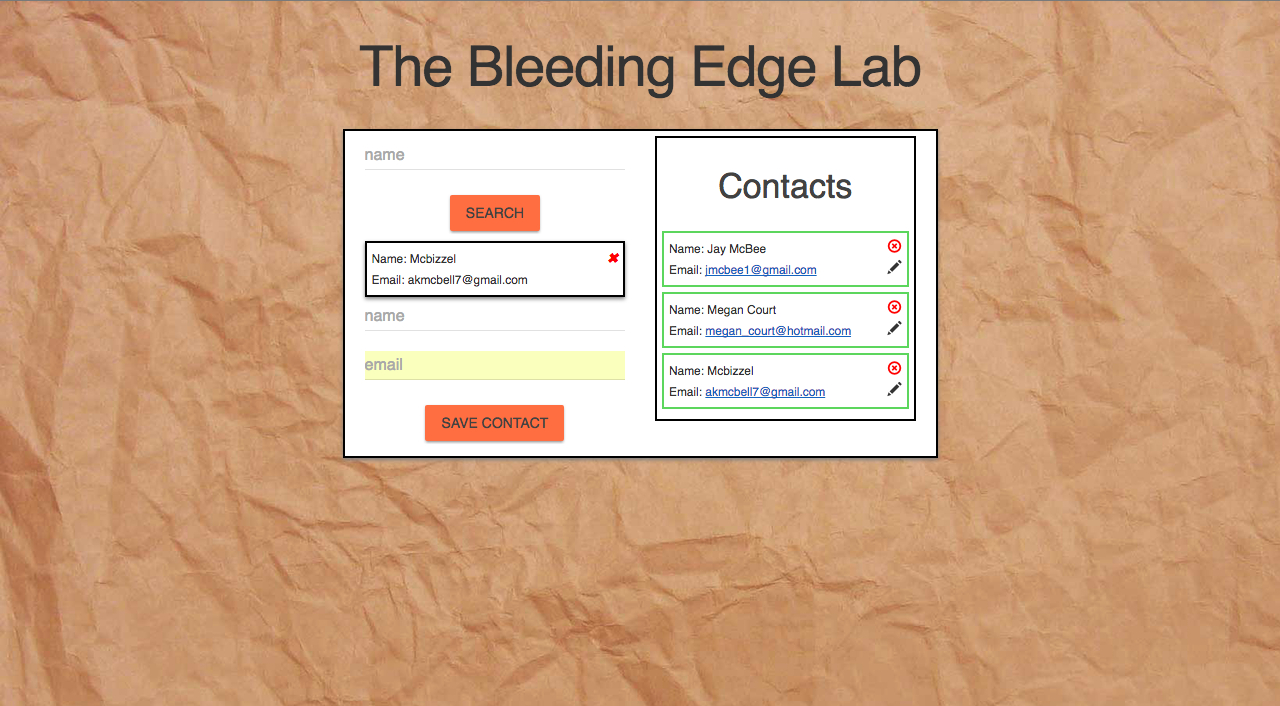 The Bleeding Edge Lab
name
SEARCH
Name: Mcbizzel
Email: akmcbell7@gmail.com
name
email
SAVE CONTACT
Contacts
Name: Jay McBee
Email: jmcbee1@gmail.com
Name: Megan Court
Email: megan_court@hotmail.com
Name: Mcbizzel
Email: akmcbell7@gmail.com